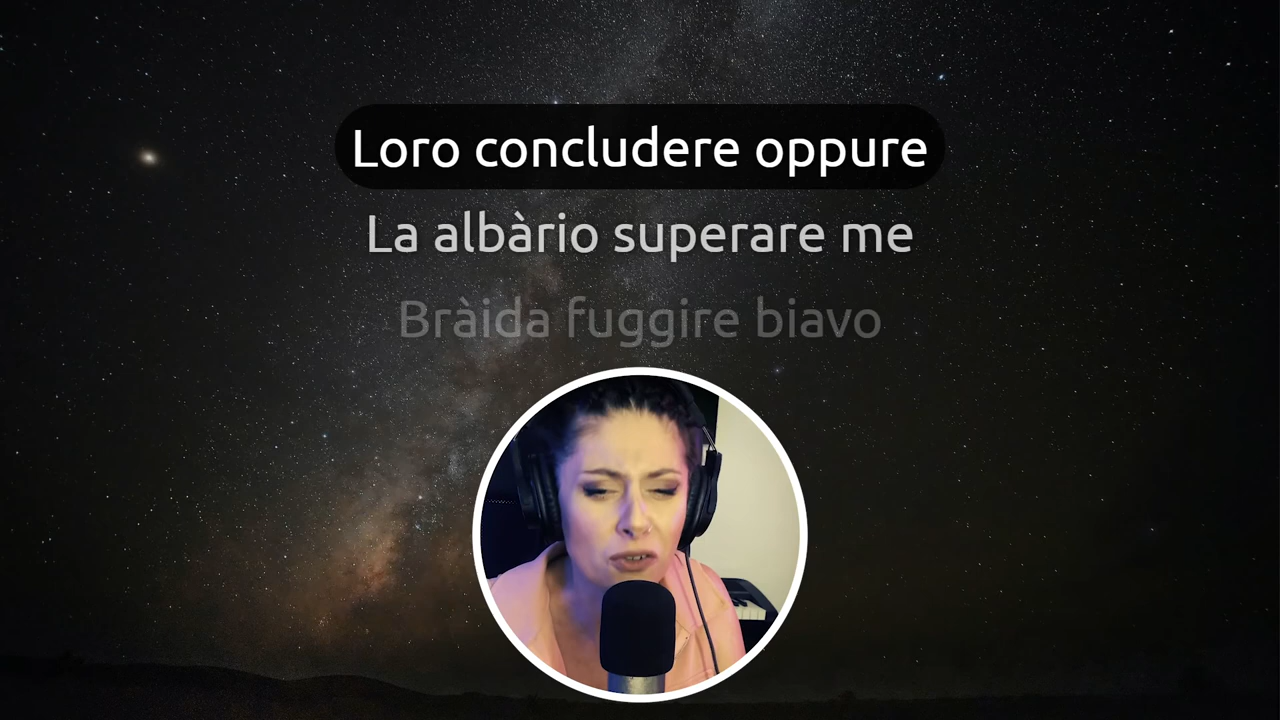 Loro concludere oppure
La albàrio superare me
Bràida fuggire biavo